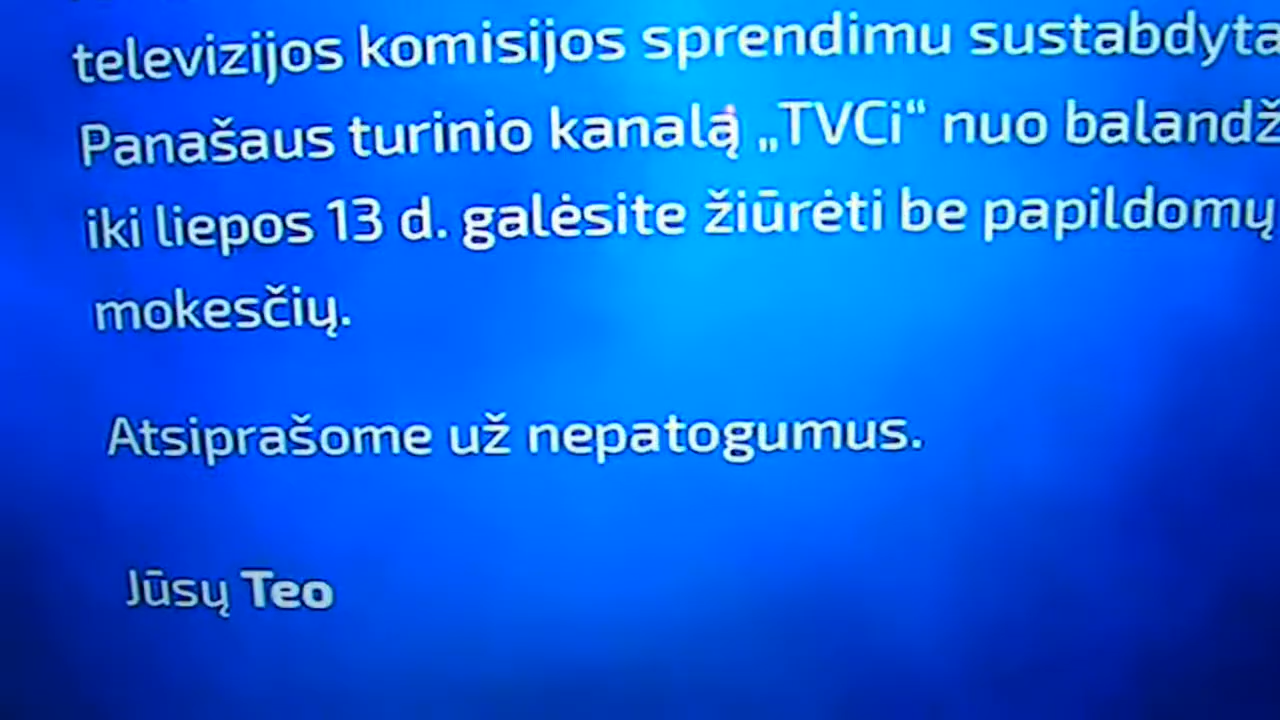 televizijos komisijos sprendimu sustabdyta
Panašaus turinio kanalą „TVCi“ nuo balandž
iki liepos 13 d. galėsite žiūrėti be papildomų
mokesčių.
Atsiprašome už nepatogumus.
Jūsų Teo